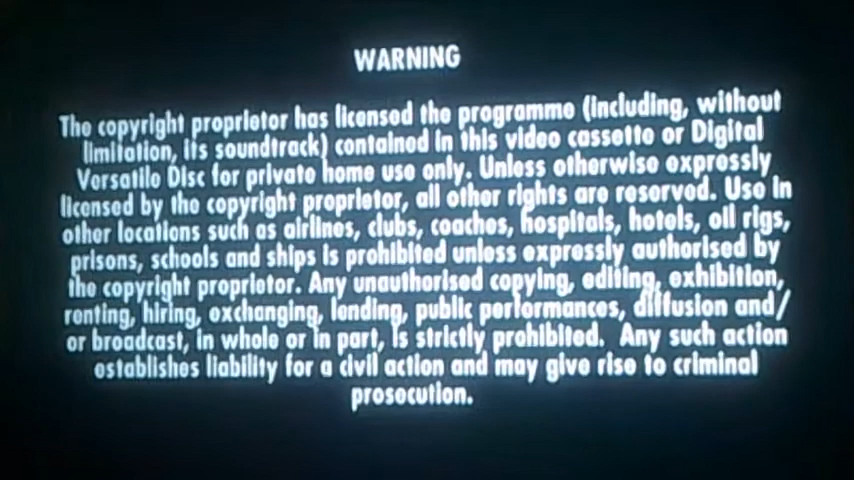 WARNING
The copyright proprietor has licensed the programme (including, without
limitation, its soundtrack) contained in this video cassette or Digital
Versatile Disc for private home use only. Unless otherwise expressly
licensed by the copyright proprietor, all other rights are reserved. Use in
other locations such as airlines, clubs, coaches, hospitals, hotels, oil rigs,
prisons, schools and ships is prohibited unless expressly authorised by
the copyright proprietor. Any unauthorised copying, editing, exhibition,
renting, hiring, exchanging, lending, public performances, diffusion and/
or broadcast, in whole or in part, is strictly prohibited. Any such action
establishes liability for a civil action and may give rise to criminal
prosecution.